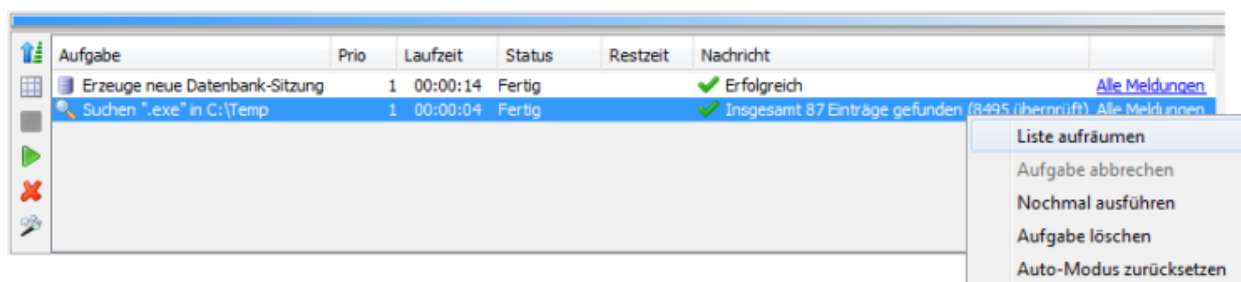 Aufgabe Prio Laufzeit Status Restzeit Nachricht
Erzeuge neue Datenbank-Sitzung 1 00:00:14 Fertig Erfolgreich Alle Meldungen
Suchen ".exe" in C:\Temp 1 00:00:04 Fertig Insgesamt 87 Einträge gefunden (8495 überprüft) Alle Meldungen
Liste aufräumen
Aufgabe abbrechen
Nochmal ausführen
Aufgabe löschen
Auto-Modus zurücksetzen